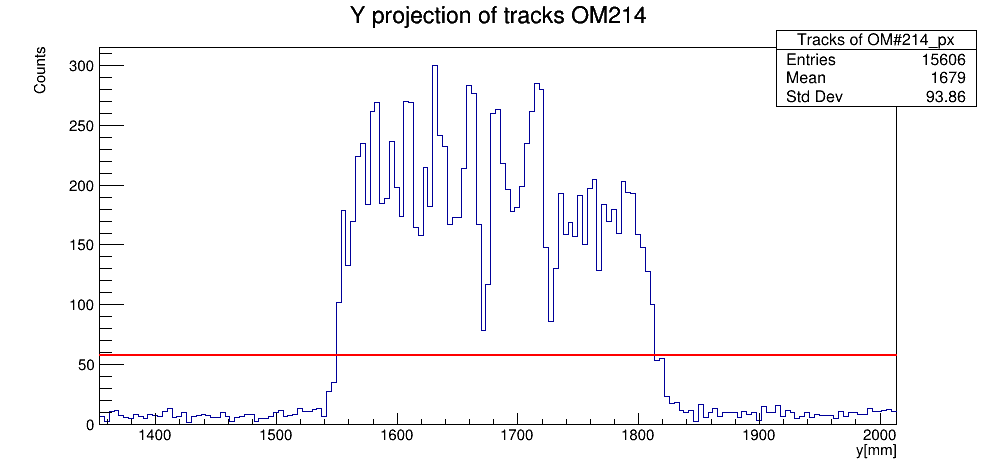 Y projection of tracks OM214
Tracks of OM#214_px
Entries 15606
Mean 1679
Std Dev 93.86
Counts
300
250
200
150
100
50
0
1400 1500 1600 1700 1800 1900 2000
y[mm]